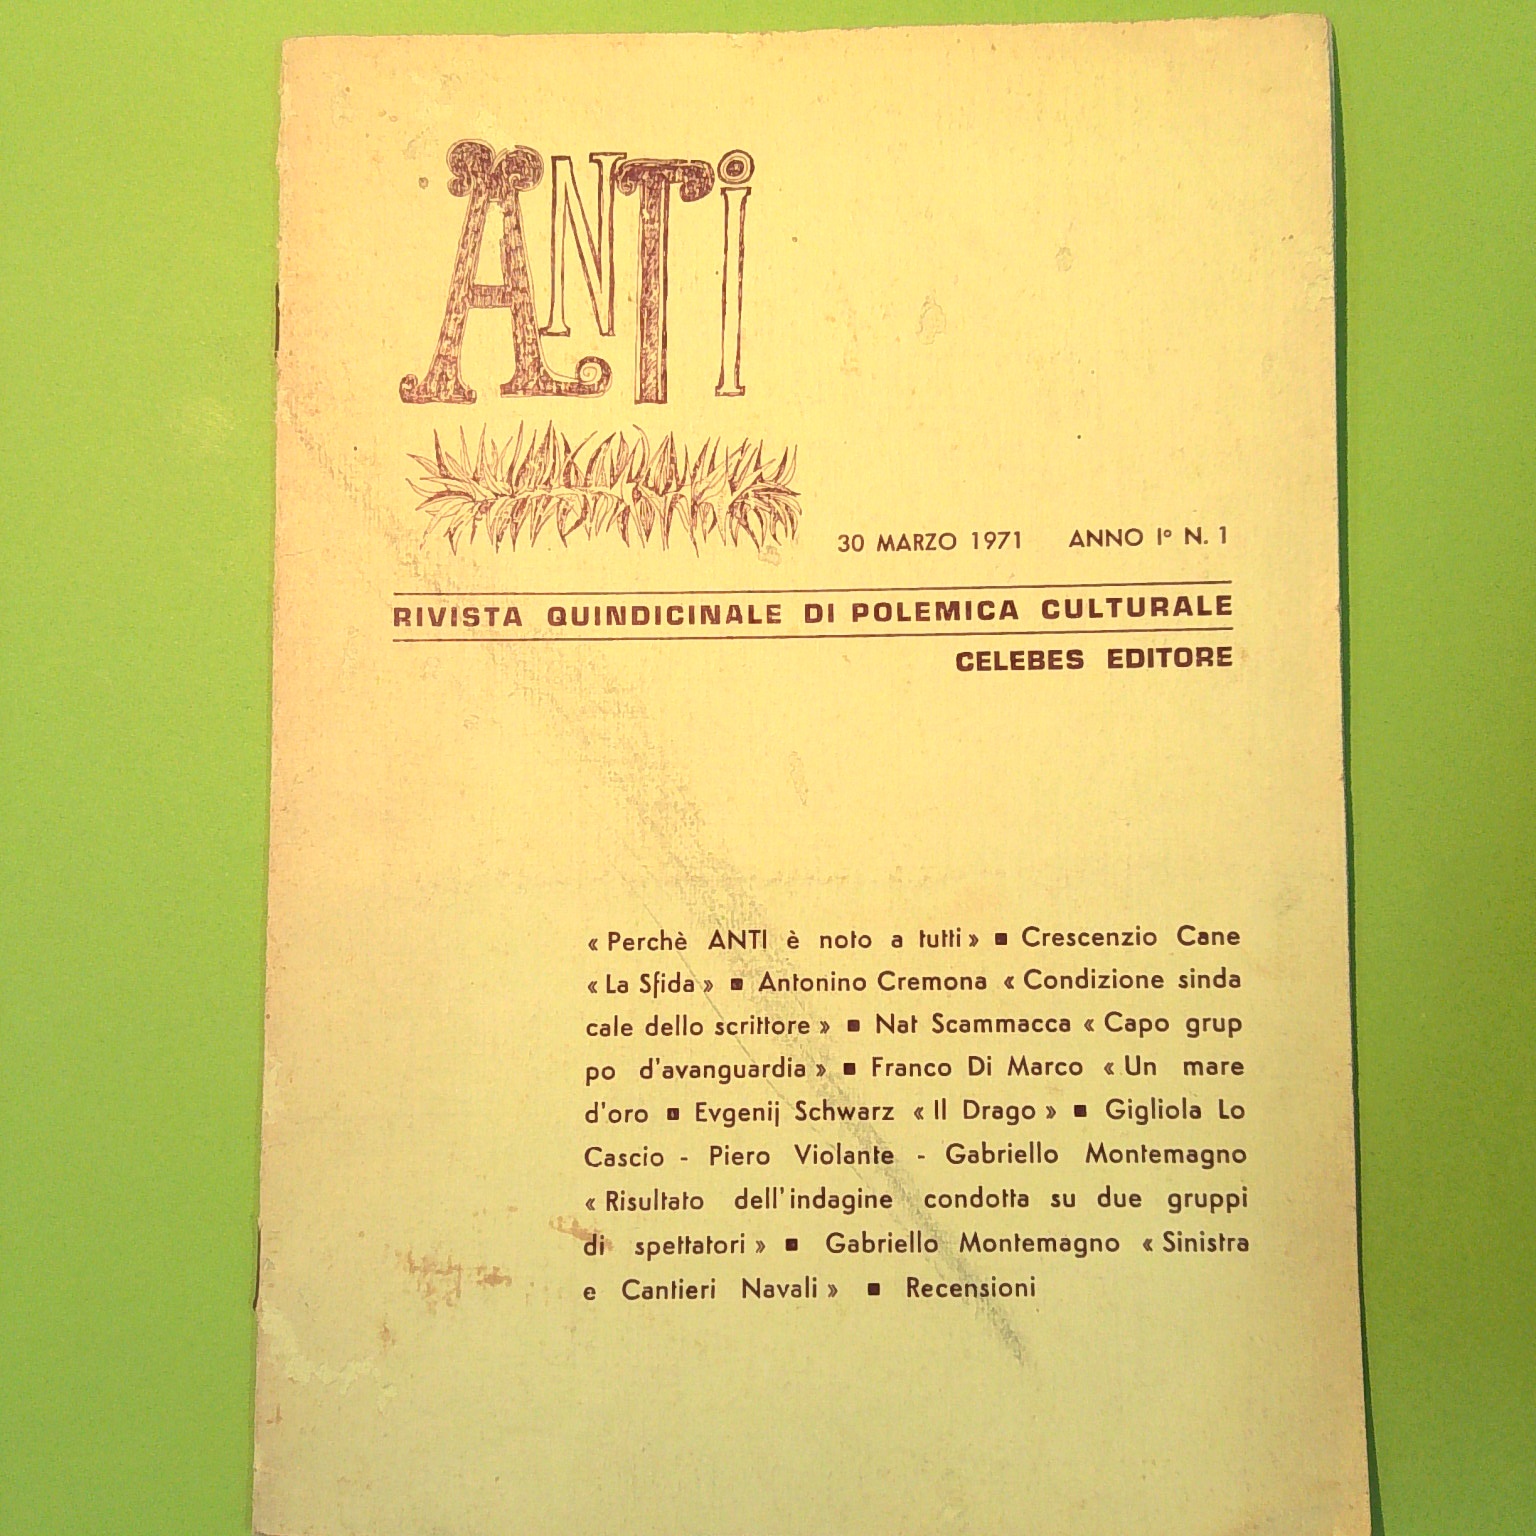 ANTi
30 MARZO 1971 ANNO I° N. 1
RIVISTA QUINDICINALE DI POLEMICA CULTURALE
CELEBES EDITORE
« Perchè ANTI è noto a tutti » ■ Crescenzio Cane
« La Sfida » ■ Antonino Cremona « Condizione sinda
cale dello scrittore » ■ Nat Scammacca « Capo grup
po d'avanguardia » ■ Franco Di Marco « Un mare
d'oro ■ Evgenij Schwarz « Il Drago » ■ Gigliola Lo
Cascio - Piero Violante - Gabriello Montemagno
« Risultato dell'indagine condotta su due gruppi
di spettatori » ■ Gabriello Montemagno « Sinistra
e Cantieri Navali » ■ Recensioni